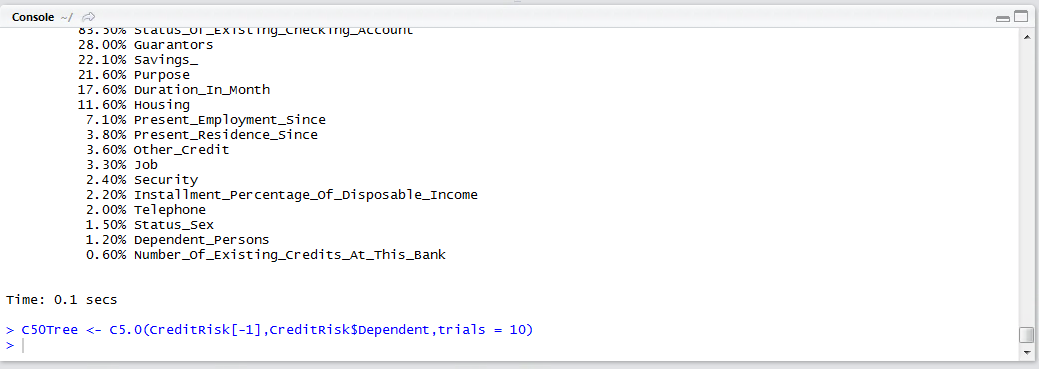 Console ~/
83.50% Status_Of_Existing_Checking_Account
28.00% Guarantors
22.10% Savings_
21.60% Purpose
17.60% Duration_In_Month
11.60% Housing
7.10% Present_Employment_Since
3.80% Present_Residence_Since
3.60% Other_Credit
3.30% Job
2.40% Security
2.20% Installment_Percentage_Of_Disposable_Income
2.00% Telephone
1.50% Status_Sex
1.20% Dependent_Persons
0.60% Number_Of_Existing_Credits_At_This_Bank
Time: 0.1 secs
> C50Tree <- C5.0(CreditRisk[-1],CreditRisk$Dependent,trials = 10)
>